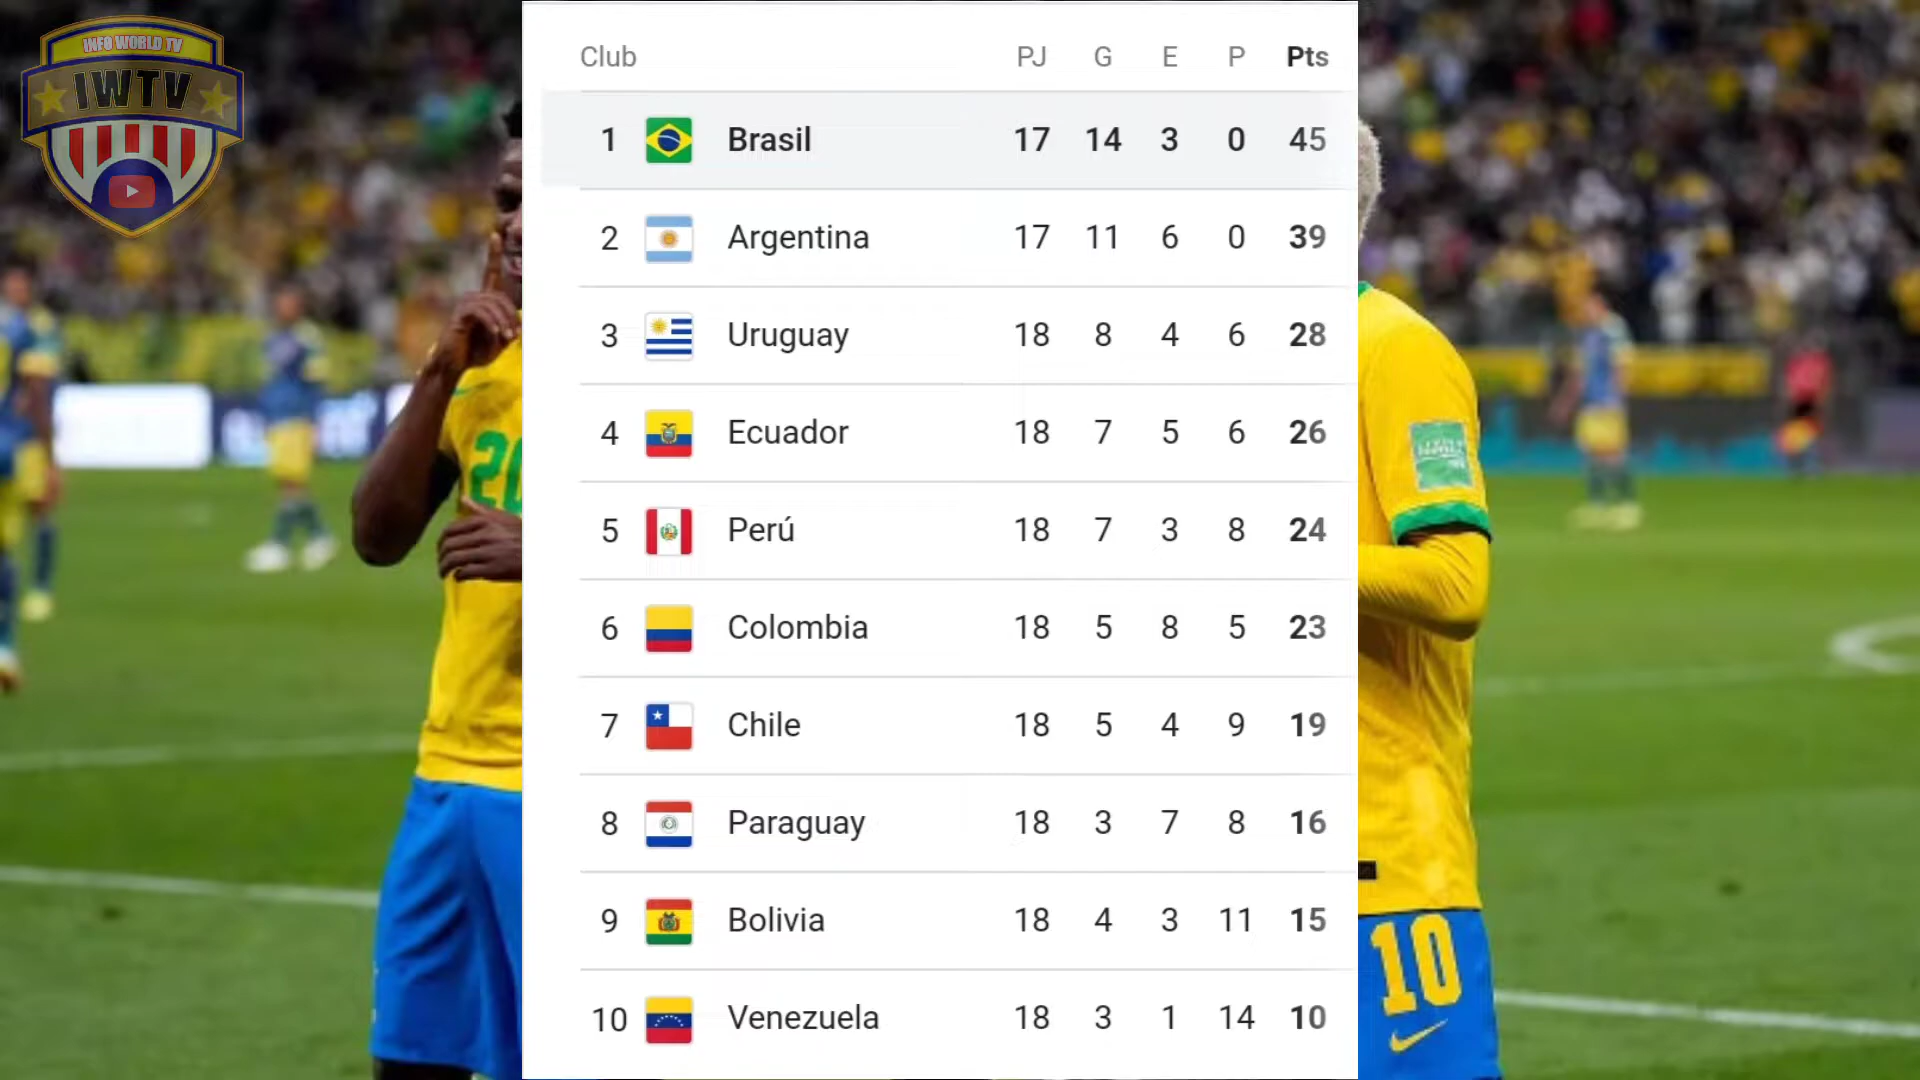 INFO WORLD TV
IWTV
Club PJ G E P Pts
1 Brasil 17 14 3 0 45
2 Argentina 17 11 6 0 39
3 Uruguay 18 8 4 6 28
4 Ecuador 18 7 5 6 26
5 Perú 18 7 3 8 24
6 Colombia 18 5 8 5 23
7 Chile 18 5 4 9 19
8 Paraguay 18 3 7 8 16
9 Bolivia 18 4 3 11 15
10 Venezuela 18 3 1 14 10
20
10